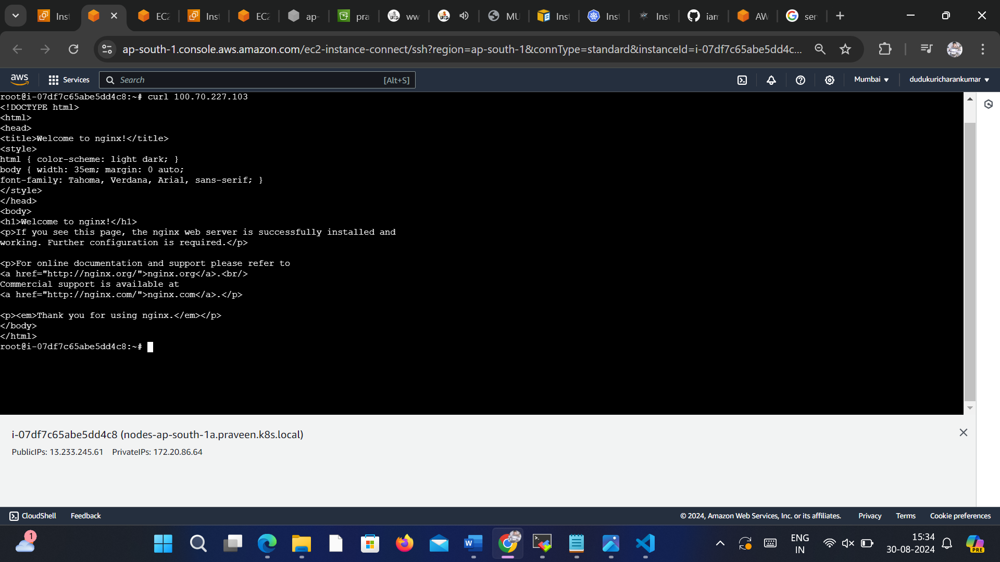 Inst
EC2
Inst
EC2
ap-
pra
ww
MU
Inst
Inst
Inst
iam
AW
ser
ap-south-1.console.aws.amazon.com/ec2-instance-connect/ssh?region=ap-south-1&connType=standard&instanceId=i-07df7c65abe5dd4c...
aws Services Search [Alt+S] Mumbai dudukuricharankumar
root@i-07df7c65abe5dd4c8:~# curl 100.70.227.103
<!DOCTYPE html>
<html>
<head>
<title>Welcome to nginx!</title>
<style>
html { color-scheme: light dark; }
body { width: 35em; margin: 0 auto;
font-family: Tahoma, Verdana, Arial, sans-serif; }
</style>
</head>
<body>
<h1>Welcome to nginx!</h1>
<p>If you see this page, the nginx web server is successfully installed and
working. Further configuration is required.</p>
<p>For online documentation and support please refer to
<a href="http://nginx.org/">nginx.org</a>.<br/>
Commercial support is available at
<a href="http://nginx.com/">nginx.com</a>.</p>
<p><em>Thank you for using nginx.</em></p>
</body>
</html>
root@i-07df7c65abe5dd4c8:~#
i-07df7c65abe5dd4c8 (nodes-ap-south-1a.praveen.k8s.local)
PublicIPs: 13.233.245.61 PrivateIPs: 172.20.86.64
CloudShell Feedback © 2024, Amazon Web Services, Inc. or its affiliates. Privacy Terms Cookie preferences
1
W
ENG
IN
15:34
30-08-2024
PRE